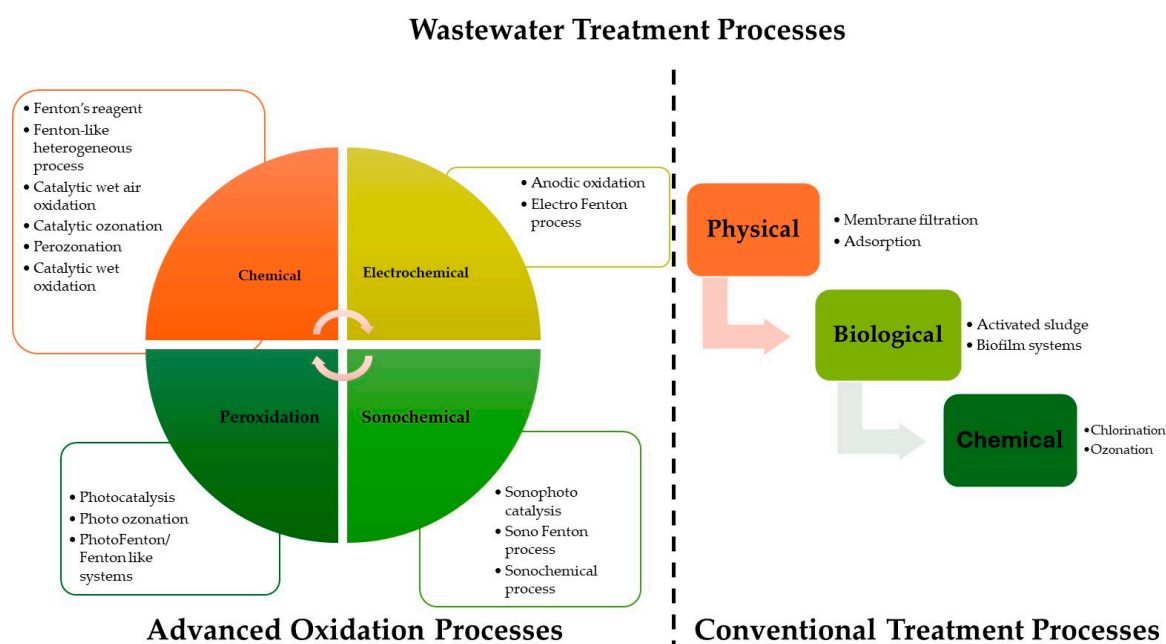 Wastewater Treatment Processes
• Fenton's reagent
• Fenton-like
heterogeneous
process
• Catalytic wet air
oxidation
• Catalytic ozonation
• Perozonation
• Catalytic wet
oxidation
Chemical
• Anodic oxidation
• Electro Fenton
process
Electrochemical
Peroxidation
• Photocatalysis
• Photo ozonation
• PhotoFenton/
Fenton like
systems
Sonochemical
• Sonophoto
catalysis
• Sono Fenton
process
• Sonochemical
process
Advanced Oxidation Processes
Physical
• Membrane filtration
• Adsorption
Biological
• Activated sludge
• Biofilm systems
Chemical
•Chlorination
•Ozonation
Conventional Treatment Processes